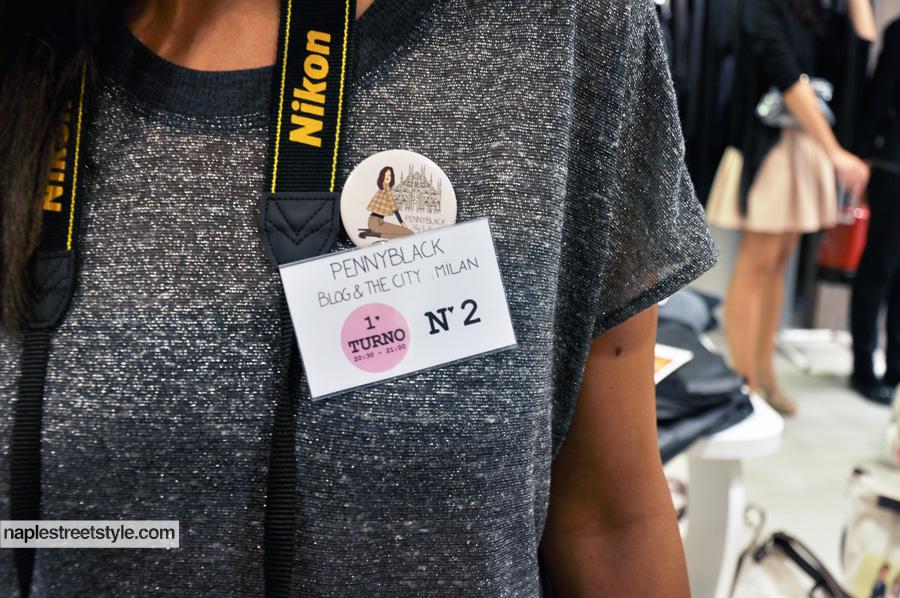 Nikon
Nikon
PENNYBLACK
PENNYBLACK
BLOG & THE CITY : MILAN
1°
TURNO
20:30 - 21:00
N° 2
naplestreetstyle.com